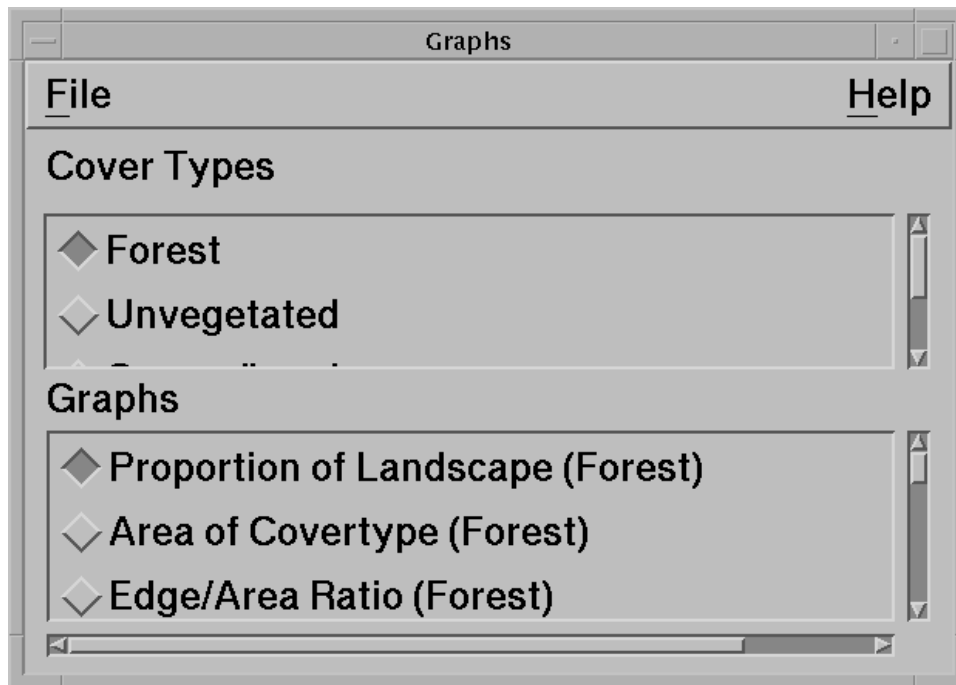 Graphs
File Help
Cover Types
Forest
Unvegetated
Graphs
Proportion of Landscape (Forest)
Area of Covertype (Forest)
Edge/Area Ratio (Forest)